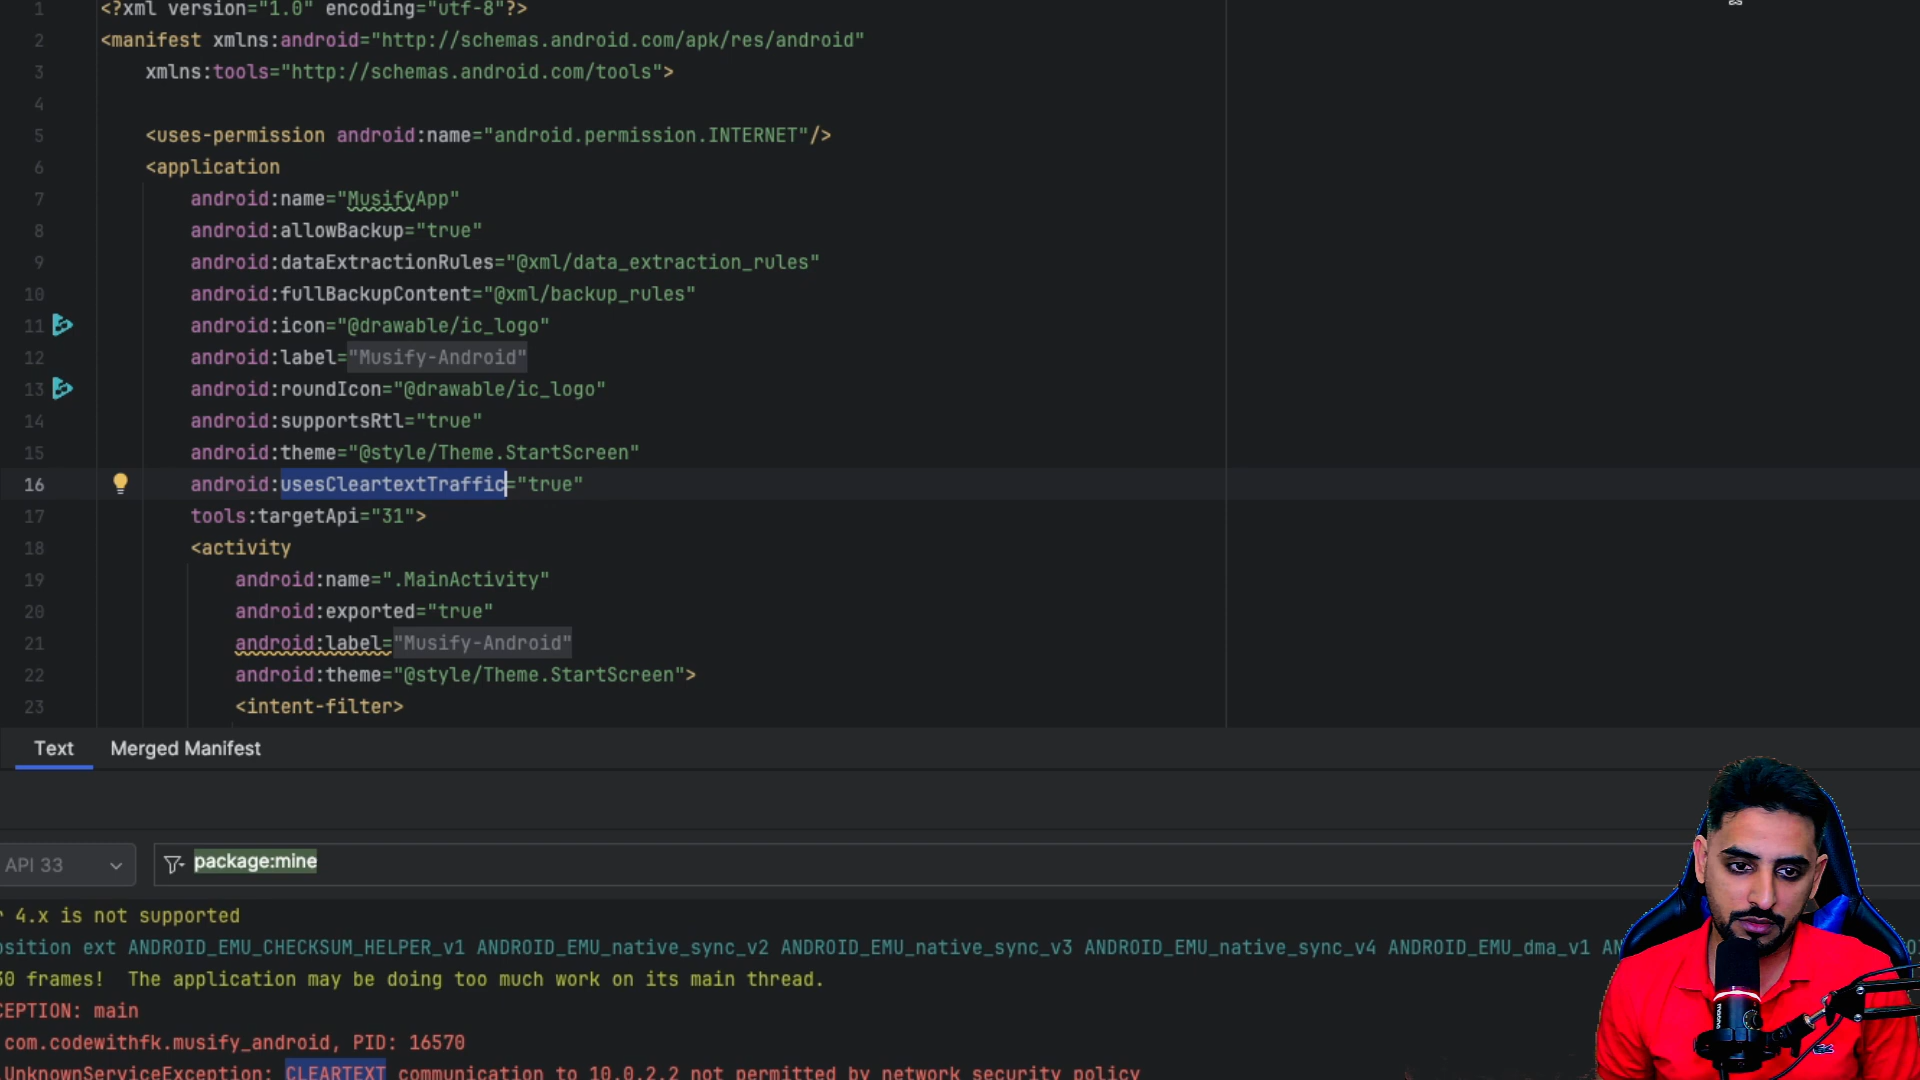 1 <?xml version="1.0" encoding="utf-8"?>
2 <manifest xmlns:android="http://schemas.android.com/apk/res/android"
3 xmlns:tools="http://schemas.android.com/tools">
4
5 <uses-permission android:name="android.permission.INTERNET"/>
6 <application
7 android:name="MusifyApp"
8 android:allowBackup="true"
9 android:dataExtractionRules="@xml/data_extraction_rules"
10 android:fullBackupContent="@xml/backup_rules"
11 android:icon="@drawable/ic_logo"
12 android:label="Musify-Android"
13 android:roundIcon="@drawable/ic_logo"
14 android:supportsRtl="true"
15 android:theme="@style/Theme.StartScreen"
16 android:usesCleartextTraffic="true"
17 tools:targetApi="31">
18 <activity
19 android:name=".MainActivity"
20 android:exported="true"
21 android:label="Musify-Android"
22 android:theme="@style/Theme.StartScreen">
23 <intent-filter>
Text Merged Manifest
API 33 package:mine
4.x is not supported
osition ext ANDROID_EMU_CHECKSUM_HELPER_v1 ANDROID_EMU_native_sync_v2 ANDROID_EMU_native_sync_v3 ANDROID_EMU_native_sync_v4 ANDROID_EMU_dma_v1
30 frames! The application may be doing too much work on its main thread.
CEPTION: main
com.codewithfk.musify_android, PID: 16570
UnknownServiceException: CLEARTEXT communication to 10.0.2.2 not permitted by network security policy